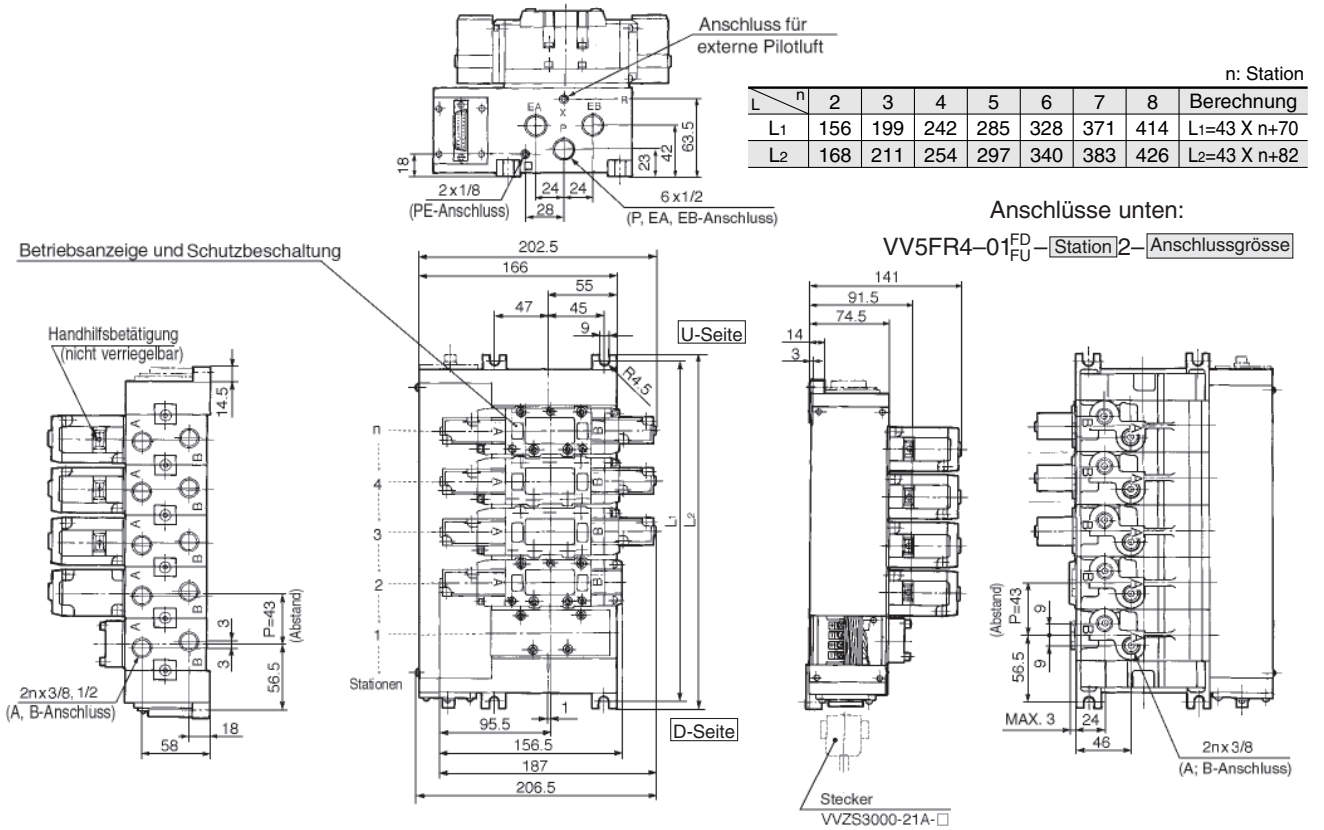 Anschluss für
externe Pilotluft
n: Station
L n 2 3 4 5 6 7 8 Berechnung
L1 156 199 242 285 328 371 414 L1=43 X n+70
L2 168 211 254 297 340 383 426 L2=43 X n+82
EA X EB R
P
18
23
42
63.5
2 x 1/8
(PE-Anschluss)
24 24
28
6 x 1/2
(P, EA, EB-Anschluss)
Anschlüsse unten:
VV5FR4–01FD
FU–Station 2–Anschlussgrösse
Betriebsanzeige und Schutzbeschaltung
202.5
166
55
47 45
9
U-Seite
R4.5
141
91.5
74.5
14
3
Handhilfsbetätigung
(nicht verriegelbar)
14.5
A
B
A
B
A
B
A
B
A
B
P=43
(Abstand)
3
3
56.5
2n x 3/8, 1/2
(A, B-Anschluss)
18
58
n
4
3
2
1
Stationen
A B
A B
A B
A B
L1
L2
1
D-Seite
95.5
156.5
187
206.5
Stecker
VVZS3000-21A-□
B A
B A
B A
A
B A
(Abstand)
P=43
9
9
56.5
MAX. 3
24
46
2n x 3/8
(A; B-Anschluss)